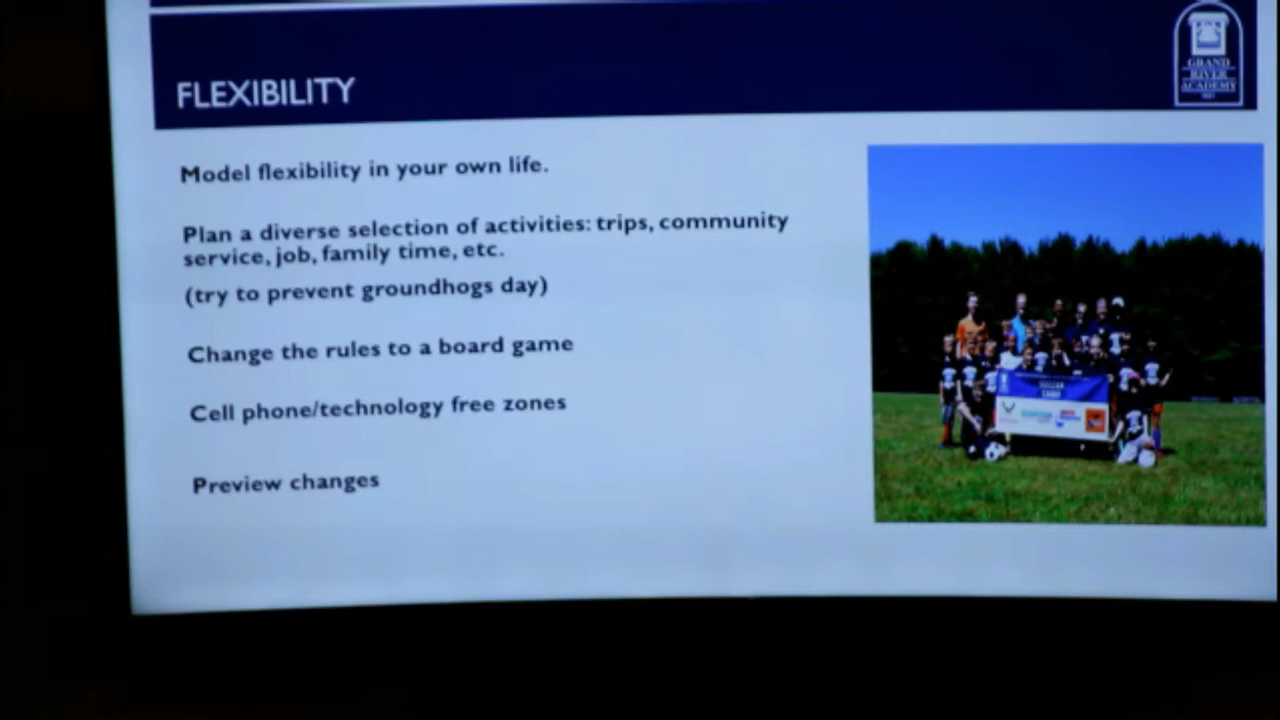 FLEXIBILITY
GRAND
RIVER
ACADEMY
Model flexibility in your own life.
Plan a diverse selection of activities: trips, community
service, job, family time, etc.
(try to prevent groundhogs day)
Change the rules to a board game
Cell phone/technology free zones
Preview changes
SOCCER
CAMP